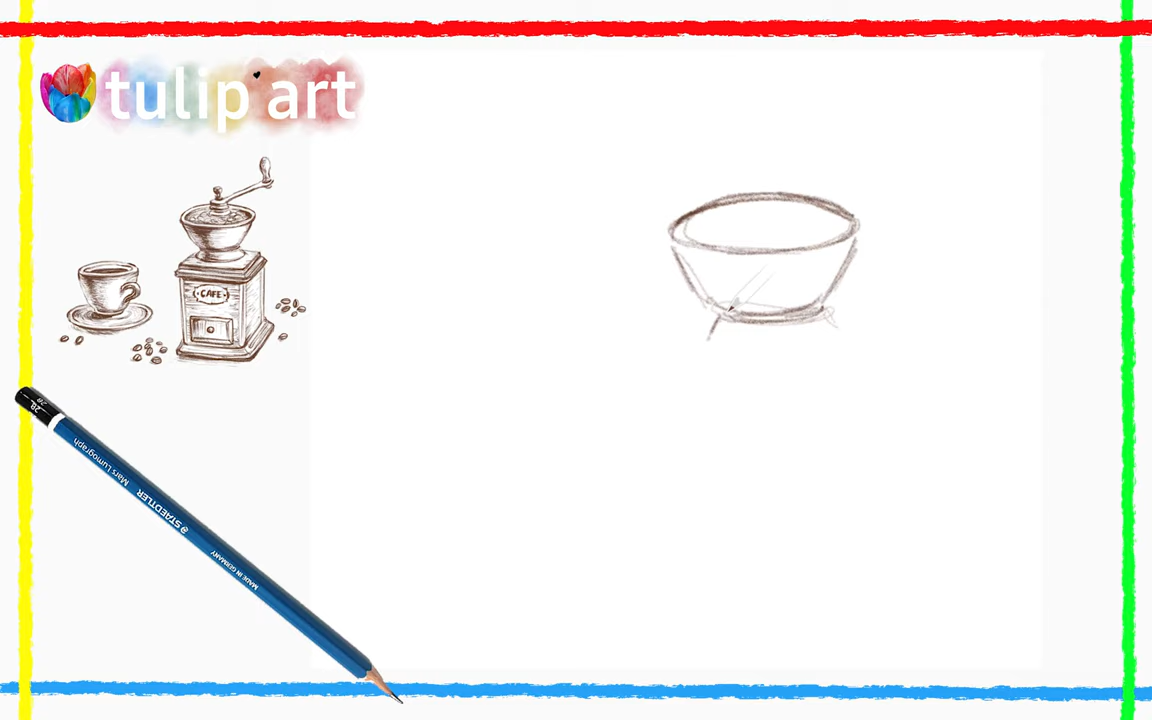 tulip art
CAFE
2B
Mars Lumograph
STAEDTLER
MADE IN GERMANY